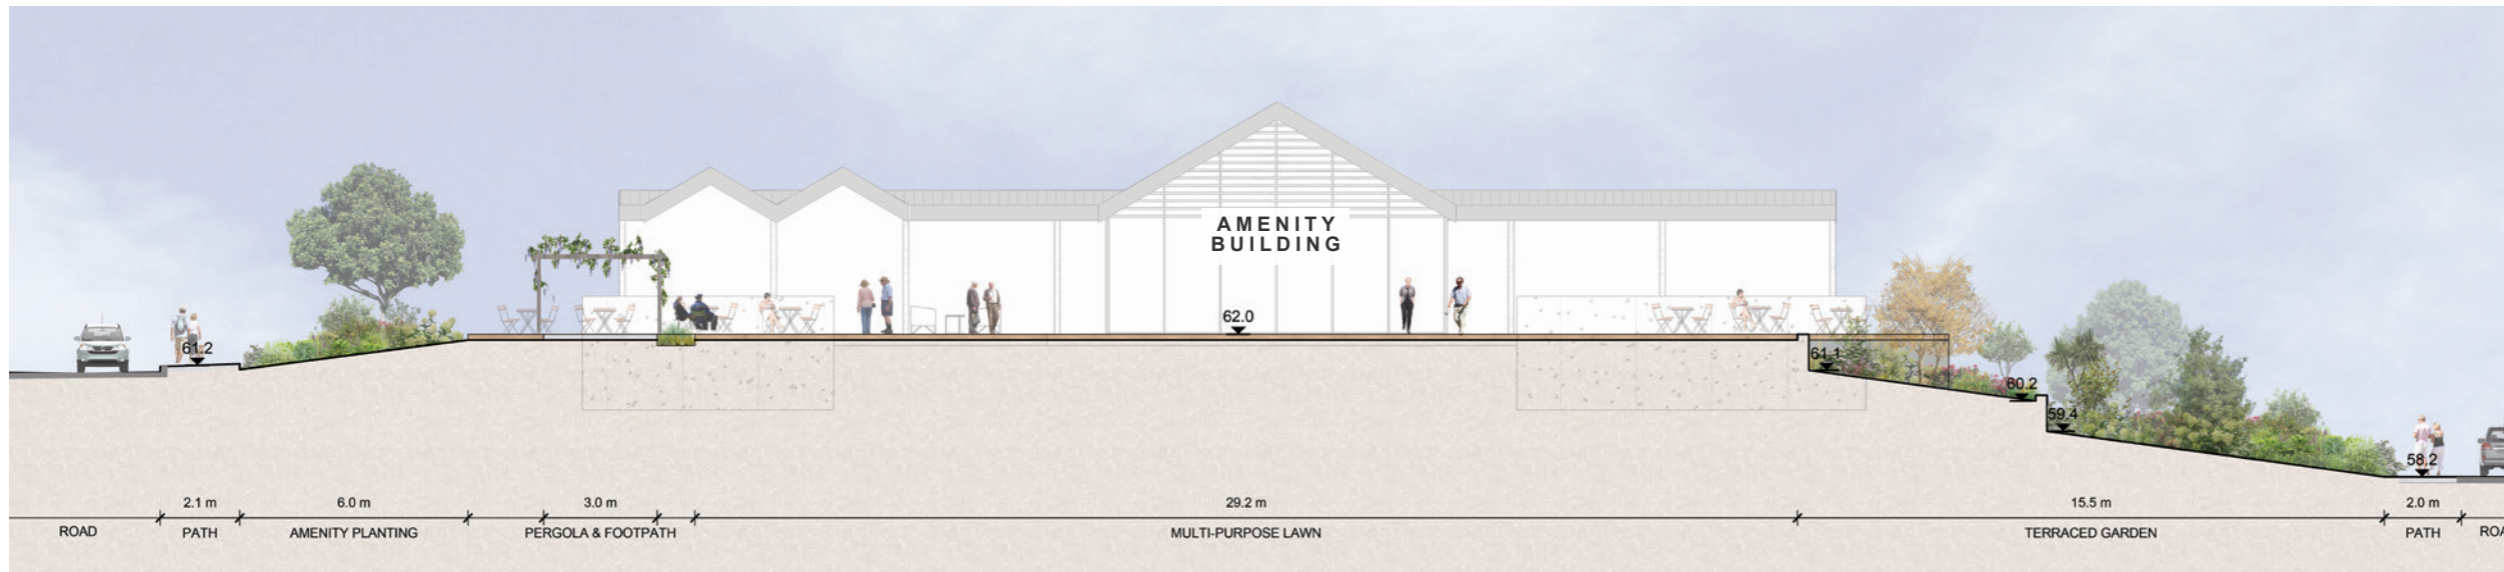 AMENITY
BUILDING
62.0
61.2
61.1
60.2
59.4
58.2
2.1 m
6.0 m
3.0 m
29.2 m
15.5 m
2.0 m
ROAD
PATH
AMENITY PLANTING
PERGOLA & FOOTPATH
MULTI-PURPOSE LAWN
TERRACED GARDEN
PATH
ROA